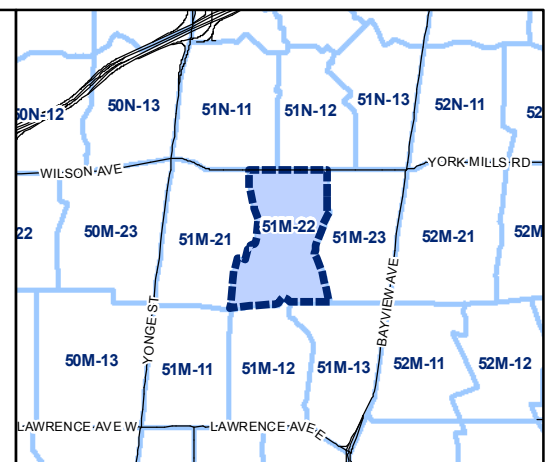 50N-12
50N-13
51N-11
51N-12
51N-13
52N-11
52
WILSON AVE
YORK MILLS RD
22
50M-23
51M-21
51M-22
51M-23
52M-21
52M
YONGE ST
BAYVIEW AVE
50M-13
51M-11
51M-12
51M-13
52M-11
52M-12
LAWRENCE AVE W
LAWRENCE AVE E